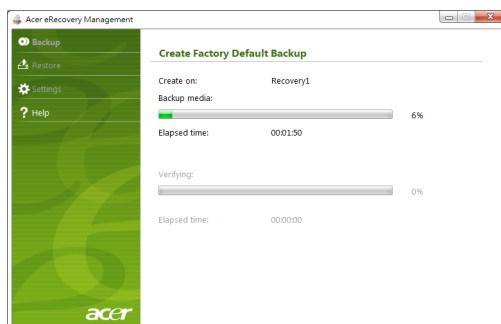 Acer eRecovery Management
Backup
Restore
Settings
Help
Create Factory Default Backup
Create on: Recovery1
Backup media:
6%
Elapsed time: 00:01:50
Verifying:
0%
Elapsed time: 00:00:00
acer